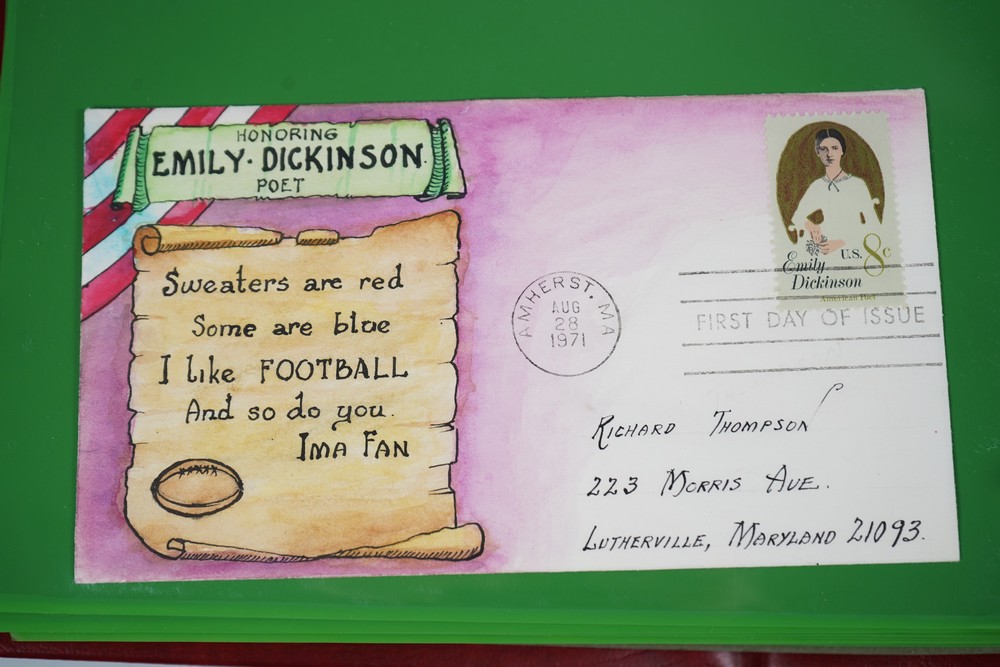 HONORING
EMILY · DICKINSON
POET
Sweaters are red
Some are blue
I like FOOTBALL
And so do you.
IMA FAN
U.S. 8c
Emily
Dickinson
American Poet
AMHERST. MA
AUG
28
1971
FIRST DAY OF ISSUE
RICHARD THOMPSON
223 MORRIS AVE.
LUTHERVILLE, MARYLAND 21093.